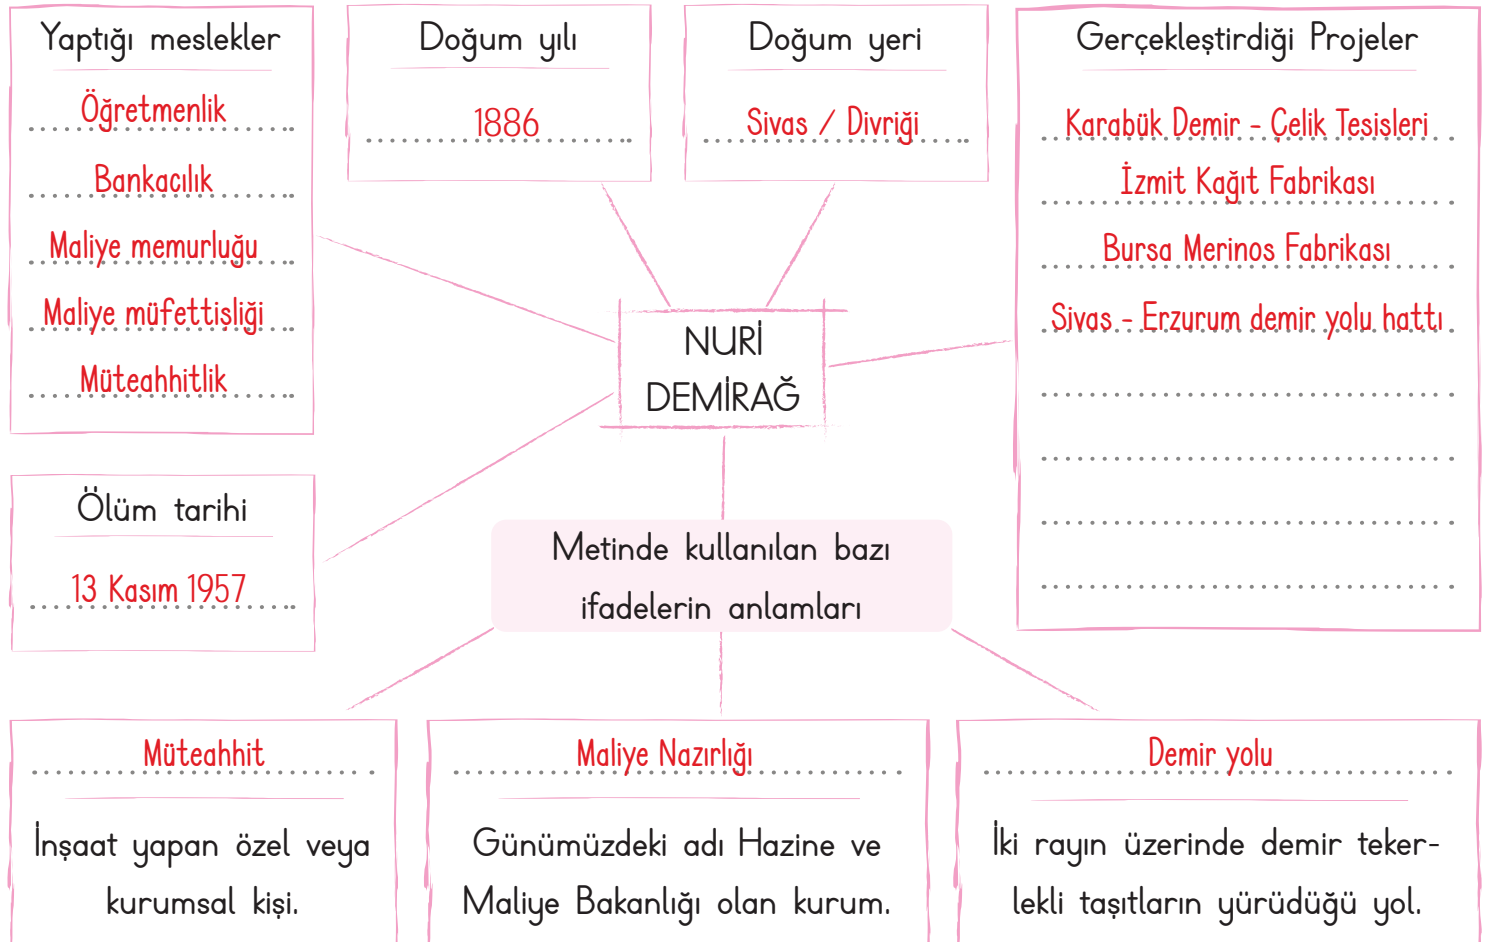 Yaptığı meslekler
Öğretmenlik
Bankacılık
Maliye memurluğu
Maliye müfettişliği
Müteahhitlik
Doğum yılı
1886
Doğum yeri
Sivas / Divriği
Gerçekleştirdiği Projeler
Karabük Demir - Çelik Tesisleri
İzmit Kağıt Fabrikası
Bursa Merinos Fabrikası
Sivas - Erzurum demir yolu hattı
NURİ
DEMİRAĞ
Ölüm tarihi
13 Kasım 1957
Metinde kullanılan bazı
ifadelerin anlamları
Müteahhit
İnşaat yapan özel veya
kurumsal kişi.
Maliye Nazırlığı
Günümüzdeki adı Hazine ve
Maliye Bakanlığı olan kurum.
Demir yolu
İki rayın üzerinde demir teker-
lekli taşıtların yürüdüğü yol.